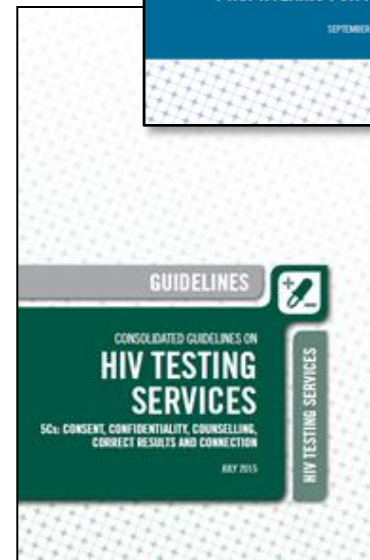 SEPTEMBER
GUIDELINES
CONSOLIDATED GUIDELINES ON
HIV TESTING
SERVICES
5Cs: CONSENT, CONFIDENTIALITY, COUNSELLING,
CORRECT RESULTS AND CONNECTION
JULY 2015
HIV TESTING SERVICES